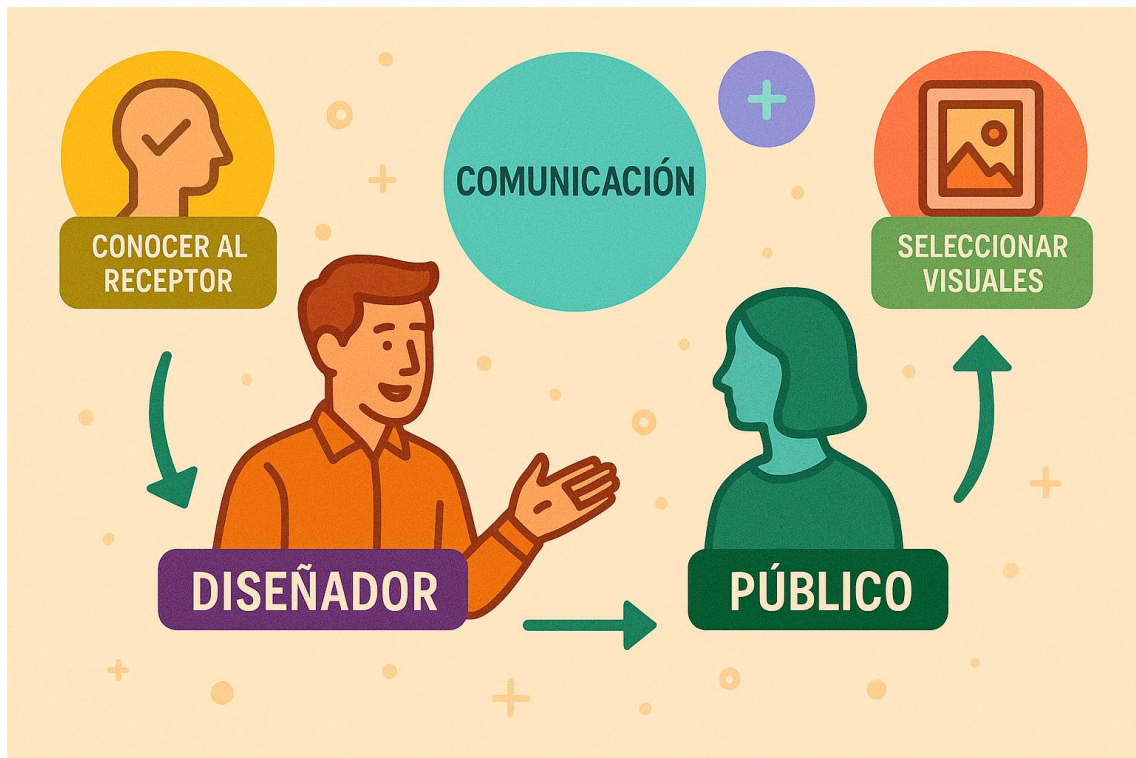 COMUNICACIÓN
CONOCER AL
RECEPTOR
SELECCIONAR
VISUALES
DISEÑADOR
PÚBLICO